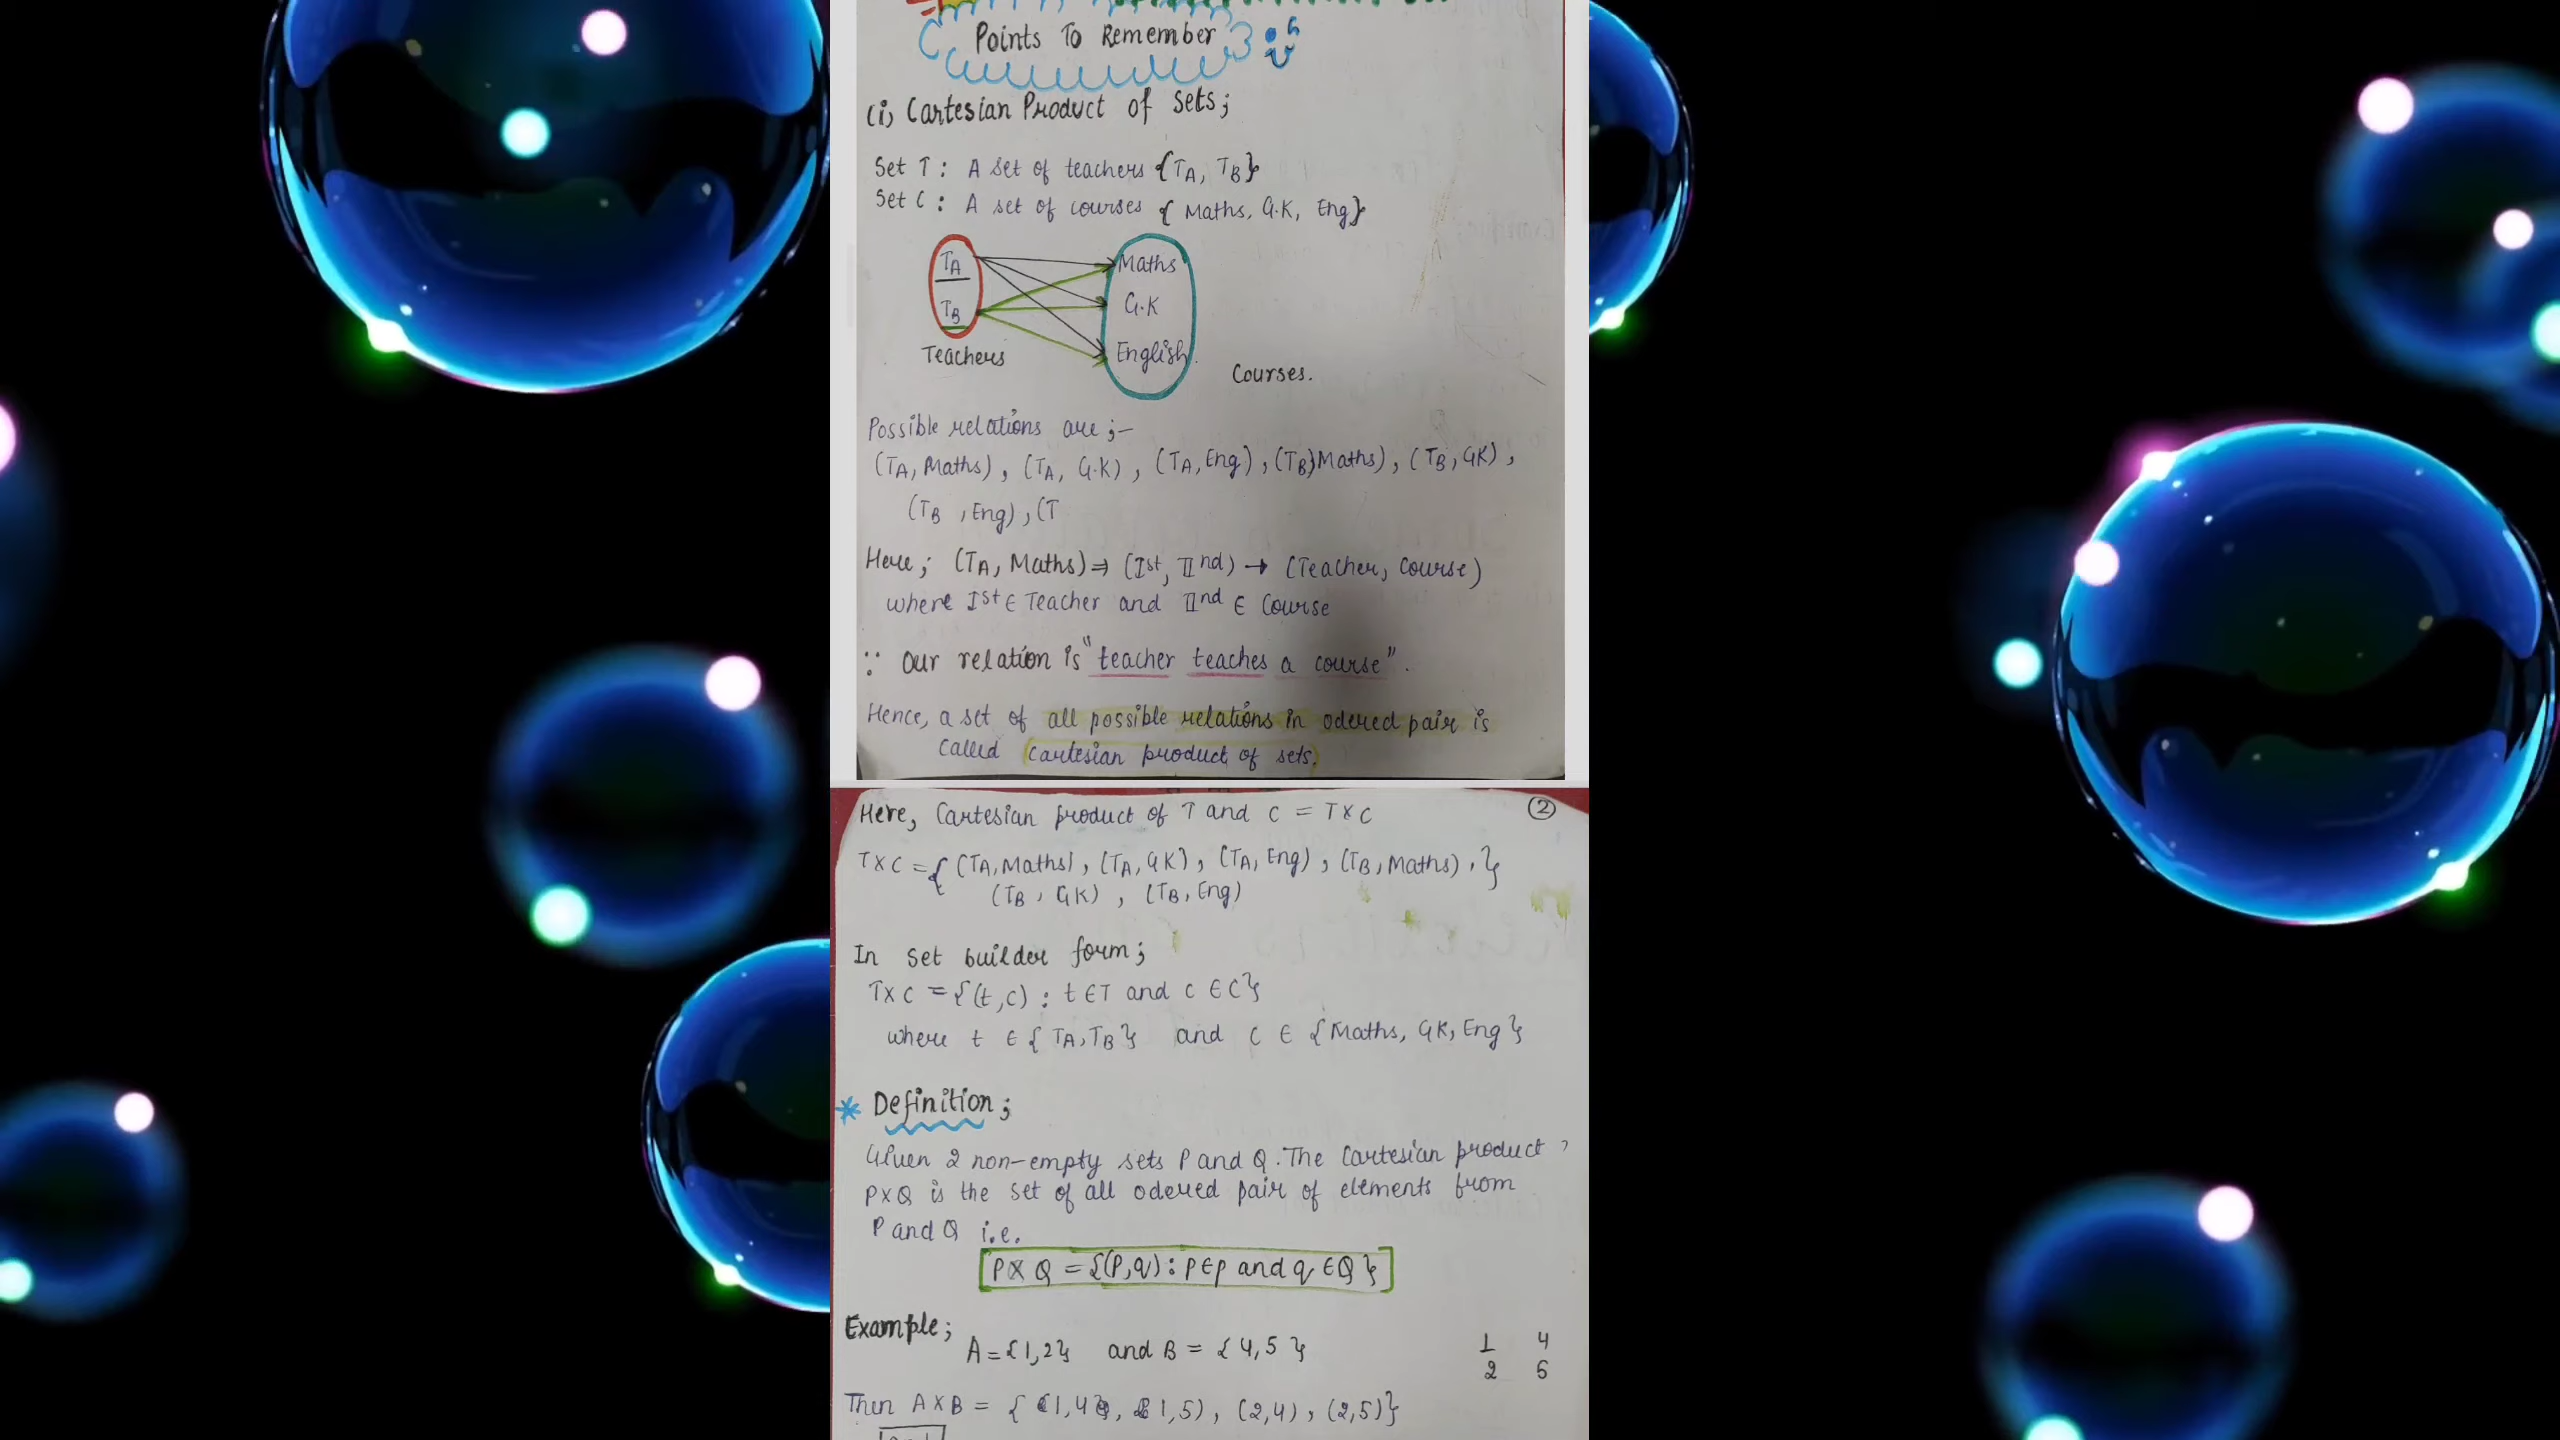 Points To Remember
(i) Cartesian Product of Sets;
Set T : A set of teachers {TA, TB}
Set C : A set of courses { Maths, G.K, Eng}
TA
Maths
TB
G.K
English
Teachers
Courses.
Possible relations are ;-
(TA, Maths), (TA, G.K), (TA, Eng), (TB, Maths), (TB, GK),
(TB, Eng), (T
Here; (TA, Maths) ⇒ (Ist, IInd) → (Teacher, Course)
where Ist ∈ Teacher and IInd ∈ Course
∵ Our relation is "teacher teaches a course".
Hence, a set of all possible relations in odered pair is
called cartesian product of sets.
Here, Cartesian product of T and C = T×C
2
T×C = { (TA, Maths), (TA, GK), (TA, Eng), (TB, Maths), }
(TB, GK), (TB, Eng)
In Set builder form;
T×C = {(t,c) : t ∈ T and c ∈ C}
where t ∈ { TA, TB } and c ∈ {Maths, GK, Eng }
* Definition;
Given 2 non-empty sets P and Q. The Cartesian product
P×Q is the set of all odered pair of elements from
P and Q i.e.
P×Q = {(P,q) : p∈p and q ∈Q }
Example;
A = {1,2} and B = { 4,5 }
1 4
2 5
Then A×B = { (1,4), (1,5), (2,4), (2,5)}